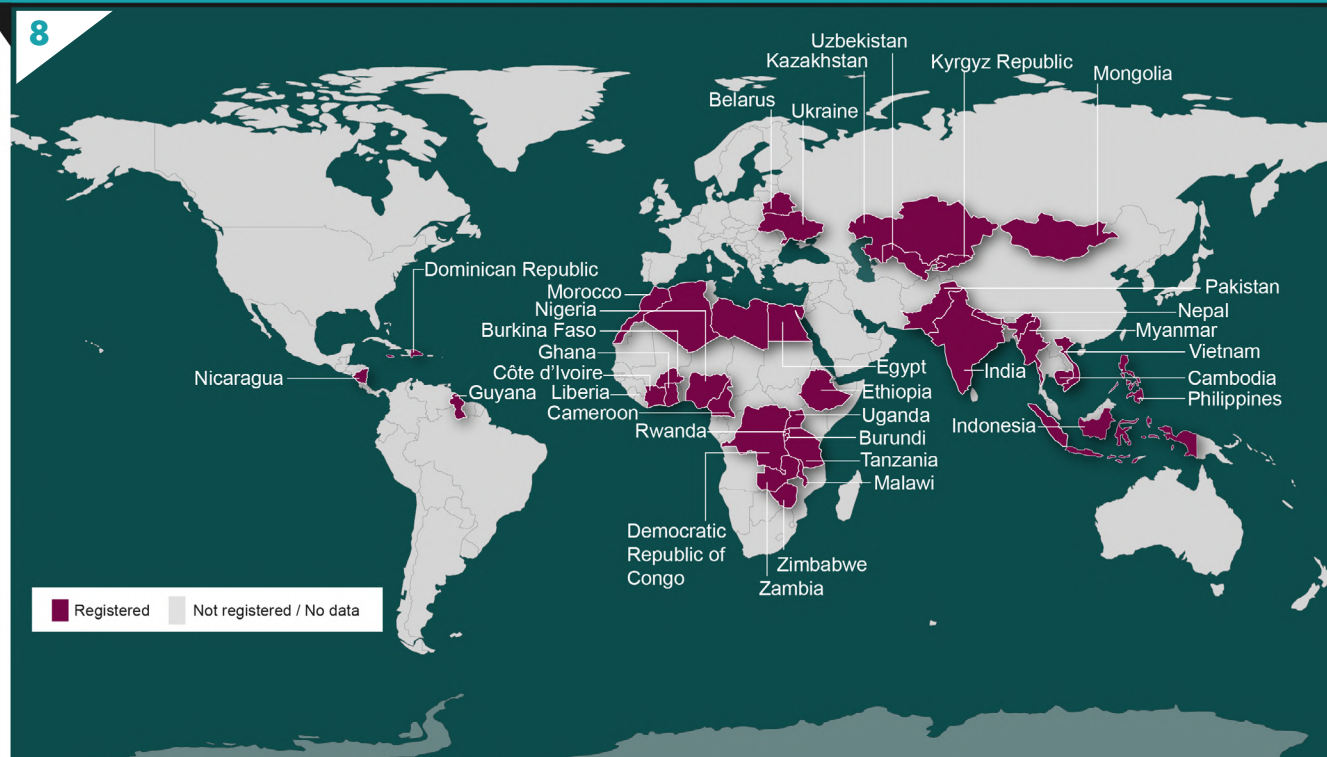 8
Uzbekistan
Kazakhstan
Kyrgyz Republic
Mongolia
Belarus
Ukraine
Dominican Republic
Morocco
Nigeria
Burkina Faso
Ghana
Côte d'Ivoire
Liberia
Cameroon
Nicaragua
Guyana
Rwanda
Egypt
Ethiopia
Uganda
Burundi
Tanzania
Malawi
Pakistan
Nepal
Myanmar
Vietnam
India
Cambodia
Philippines
Indonesia
Democratic
Republic of
Congo
Zimbabwe
Zambia
Registered
Not registered / No data